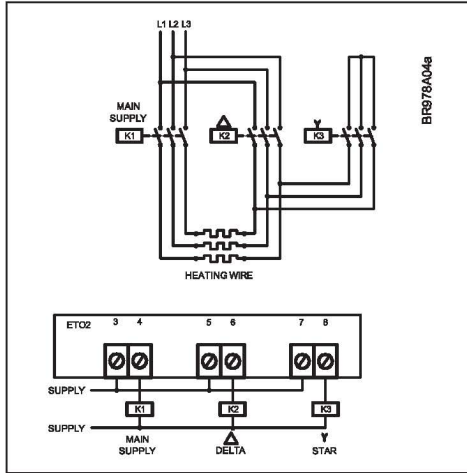 L1 L2 L3
BR978A04a
MAIN
SUPPLY
K1
K2
Y
K3
HEATING WIRE
ETO2
3 4 5 6 7 8
SUPPLY
K1 K2 K3
SUPPLY
MAIN
SUPPLY
DELTA
Y
STAR